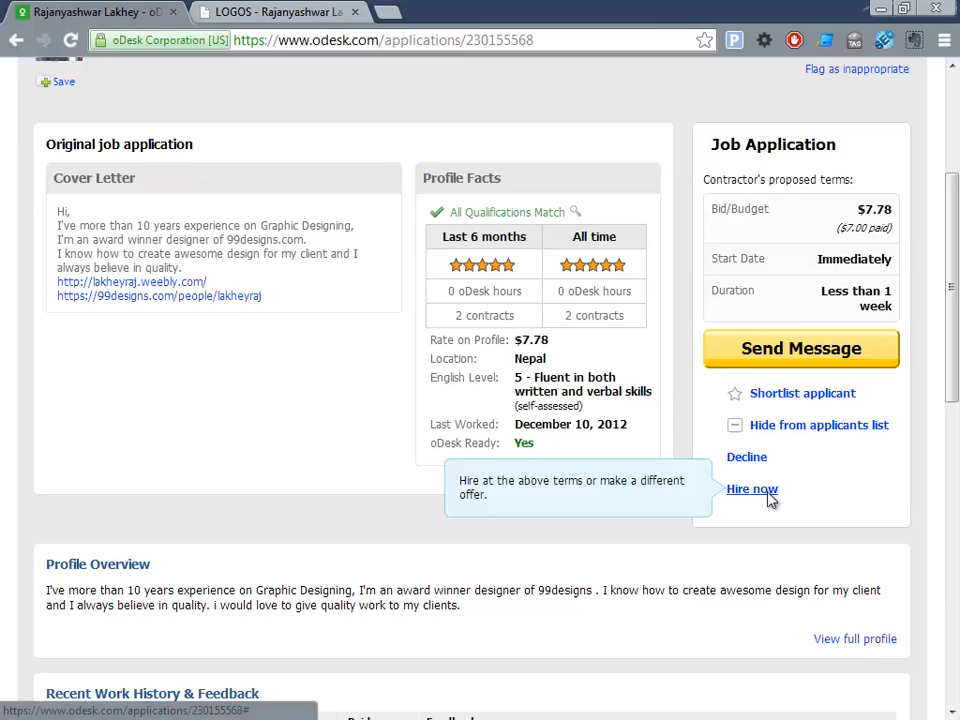 Rajanyashwar Lakhey - oD
LOGOS - Rajanyashwar La
oDesk Corporation [US] https://www.odesk.com/applications/230155568
Save
Flag as inappropriate
Original job application
Cover Letter
Hi,
I've more than 10 years experience on Graphic Designing,
I'm an award winner designer of 99designs.com.
I know how to create awesome design for my client and I
always believe in quality.
http://lakheyraj.weebly.com/
https://99designs.com/people/lakheyraj
Profile Facts
All Qualifications Match
Last 6 months All time
0 oDesk hours 0 oDesk hours
2 contracts 2 contracts
Rate on Profile: $7.78
Location: Nepal
English Level: 5 - Fluent in both
written and verbal skills
(self-assessed)
Last Worked: December 10, 2012
oDesk Ready: Yes
Job Application
Contractor's proposed terms:
Bid/Budget $7.78
($7.00 paid)
Start Date Immediately
Duration Less than 1
week
Send Message
Shortlist applicant
Hide from applicants list
Decline
Hire now
Hire at the above terms or make a different
offer.
Profile Overview
I've more than 10 years experience on Graphic Designing, I'm an award winner designer of 99designs . I know how to create awesome design for my client
and I always believe in quality. i would love to give quality work to my clients.
View full profile
Recent Work History & Feedback
https://www.odesk.com/applications/230155568#